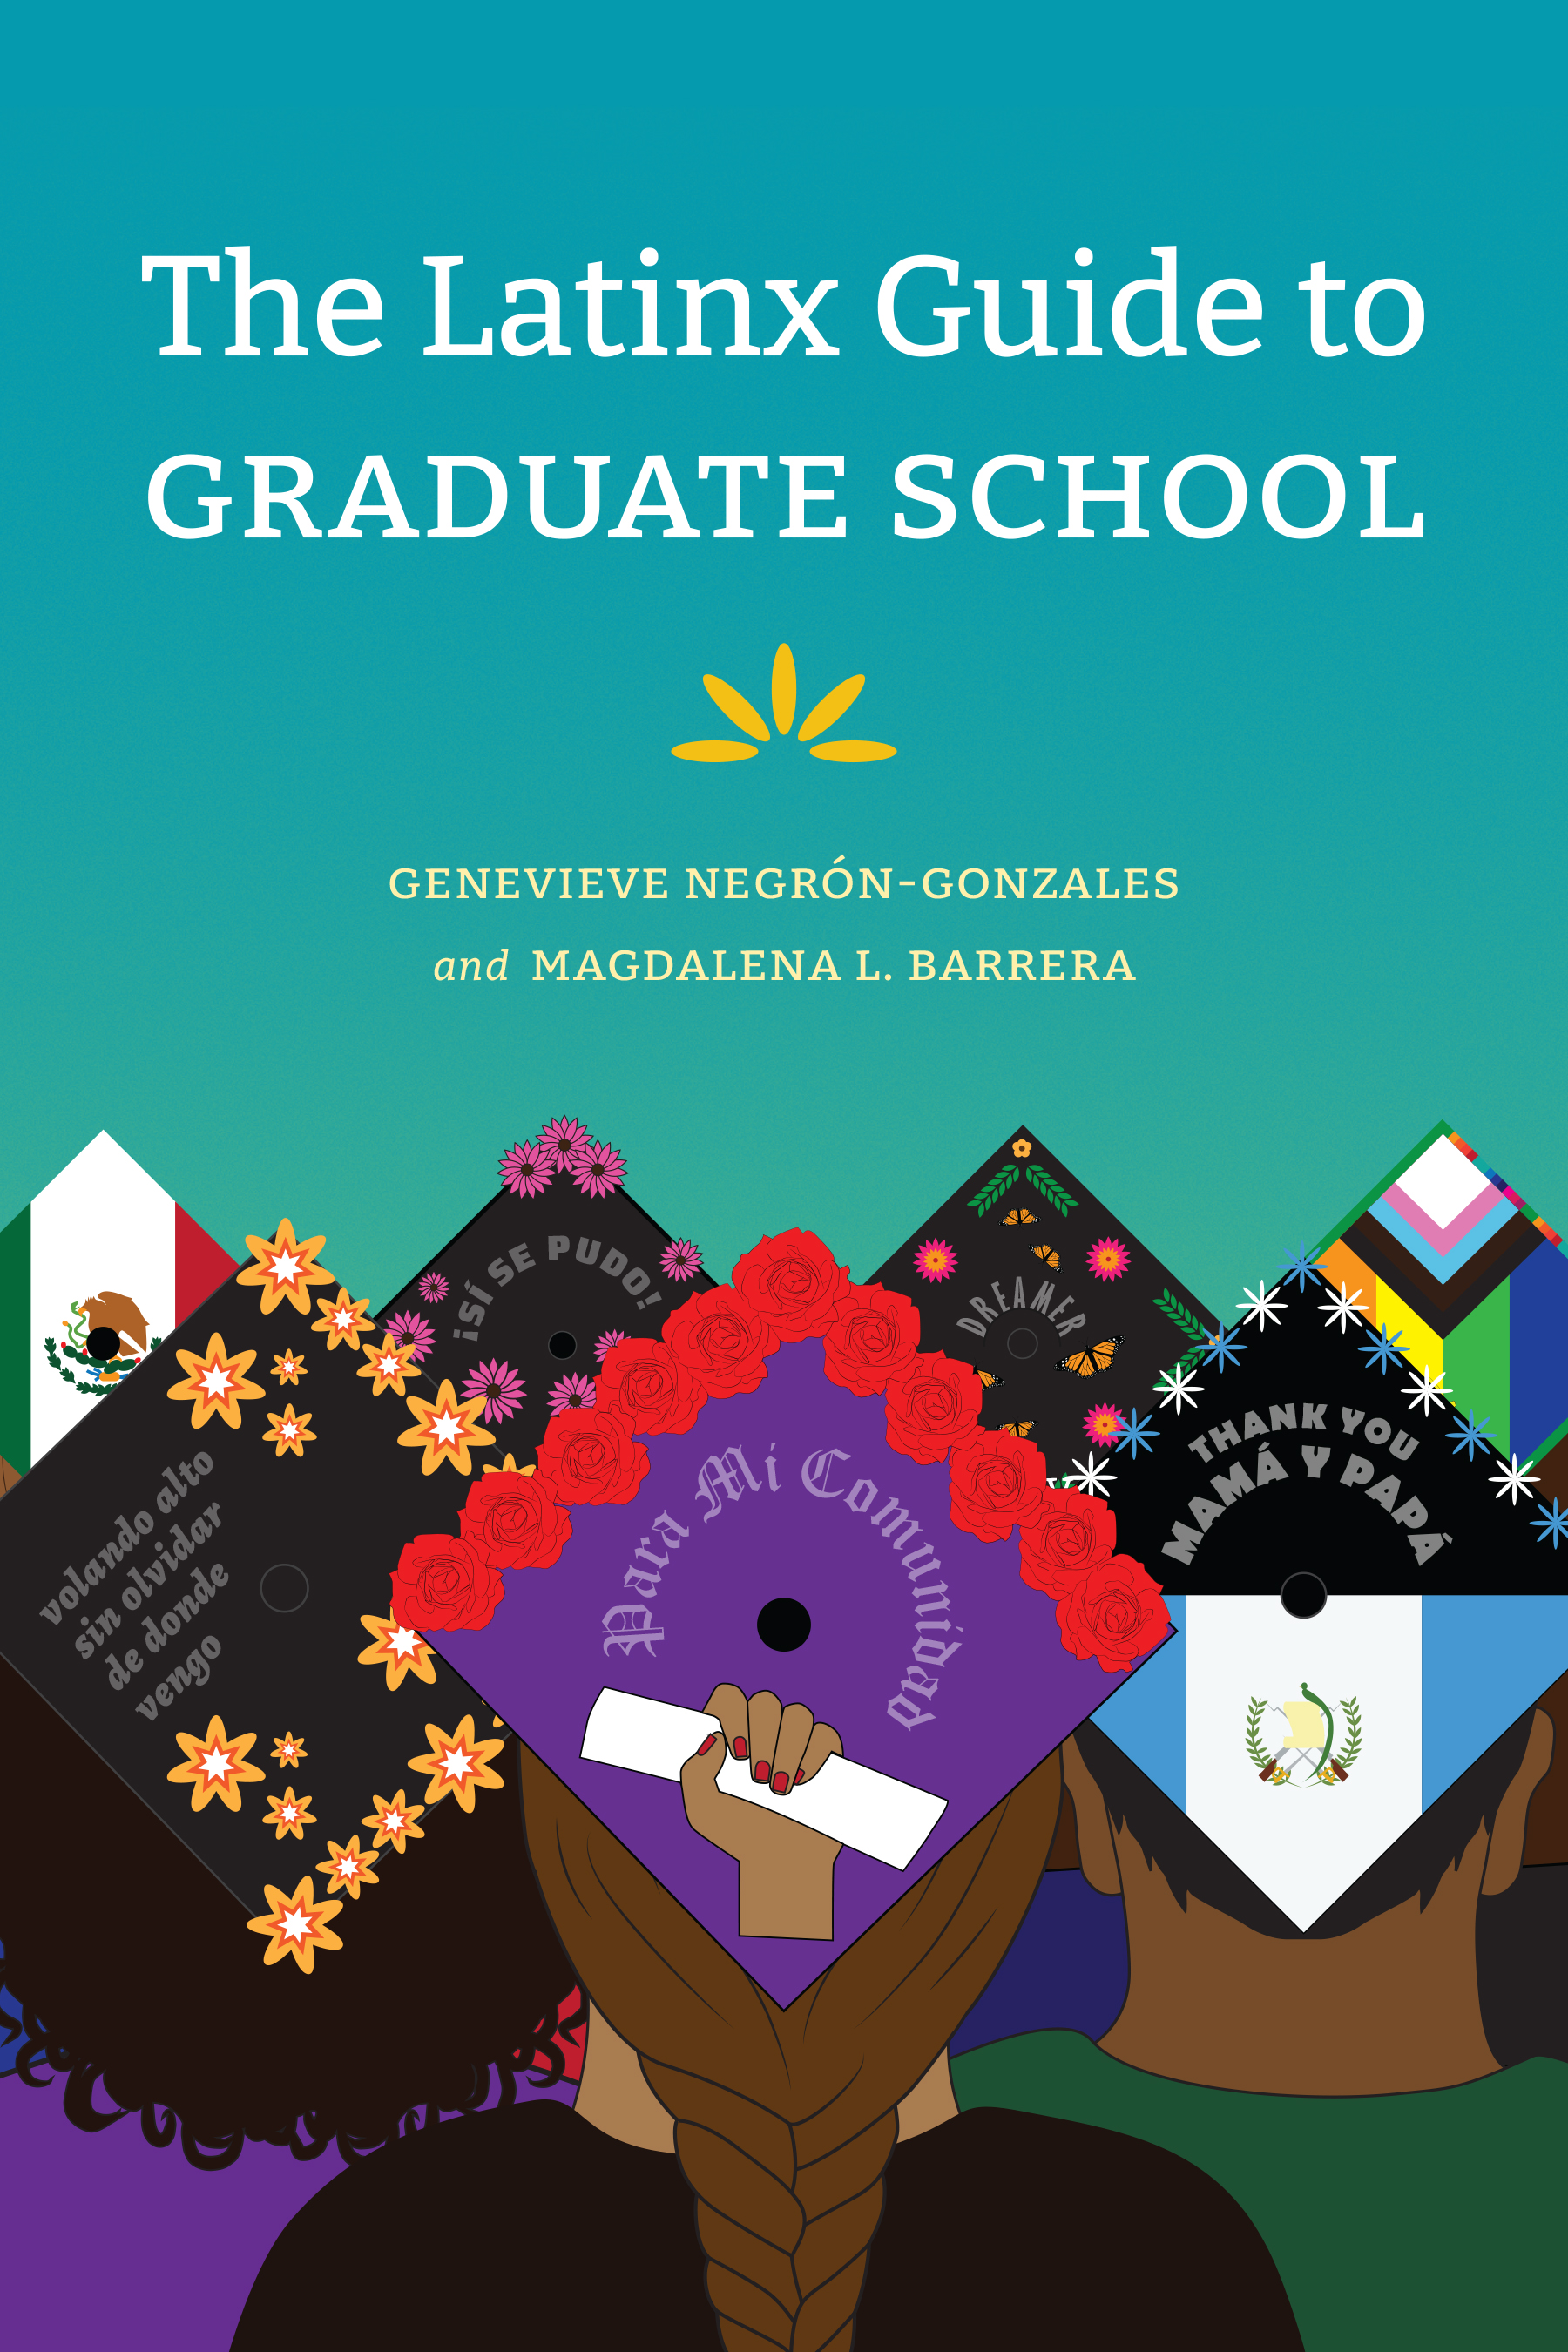 The Latinx Guide to
GRADUATE SCHOOL
GENEVIEVE NEGRÓN-GONZALES
and MAGDALENA L. BARRERA
¡SÍ SE PUDO!
DREAMER
THANK YOU
MAMÁ Y PAPÁ
volando alto
sin olvidar
de donde
vengo
Para Mi Comunidad